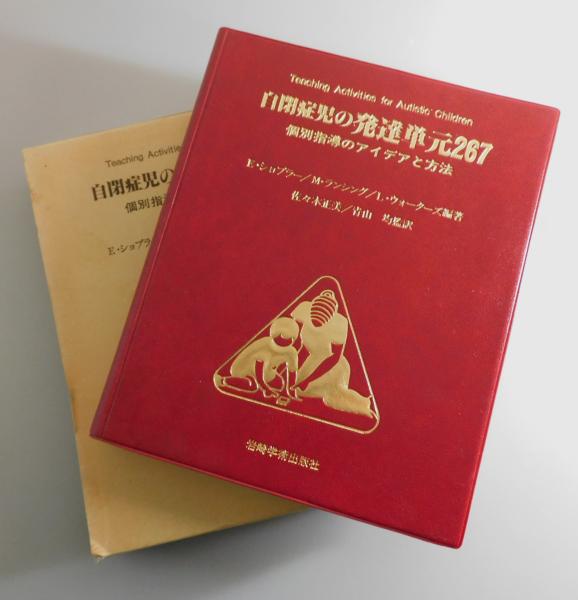 Teaching Activities for Autistic Children
自閉症児の発達単元267
個別指導のアイデアと方法
E・ショプラー/M・ランシング/L・ウォーターズ編著
佐々木正美/青山 均監訳
岩崎学術出版社
Teaching Activities
自閉症児の
個別指導
E・ショプラー